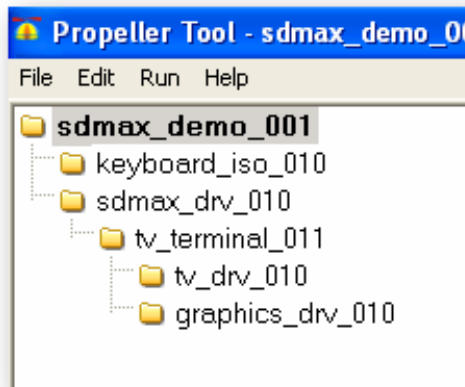 Propeller Tool - sdmax_demo_00
File Edit Run Help
sdmax_demo_001
keyboard_iso_010
sdmax_drv_010
tv_terminal_011
tv_drv_010
graphics_drv_010